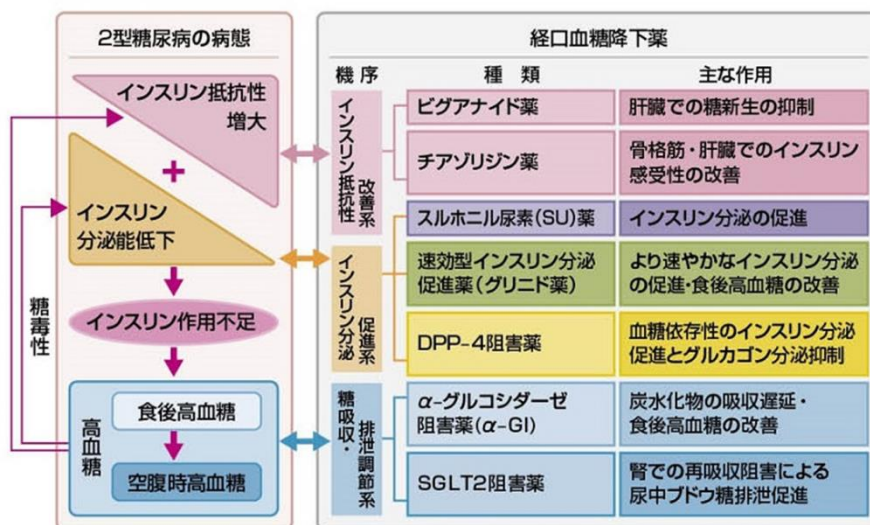 2型糖尿病の病態
インスリン抵抗性
増大
+
インスリン
分泌能低下
インスリン作用不足
糖毒性
高血糖
食後高血糖
空腹時高血糖
経口血糖降下薬
機序
種類
主な作用
インスリン抵抗性
改善系
ビグアナイド薬
肝臓での糖新生の抑制
チアゾリジン薬
骨格筋・肝臓でのインスリン
感受性の改善
インスリン分泌
促進系
スルホニル尿素(SU)薬
インスリン分泌の促進
速効型インスリン分泌
促進薬(グリニド薬)
より速やかなインスリン分泌
の促進・食後高血糖の改善
DPP-4阻害薬
血糖依存性のインスリン分泌
促進とグルカゴン分泌抑制
糖吸収・
排泄調節系
α-グルコシダーゼ
阻害薬(α-GI)
炭水化物の吸収遅延・
食後高血糖の改善
SGLT2阻害薬
腎での再吸収阻害による
尿中ブドウ糖排泄促進